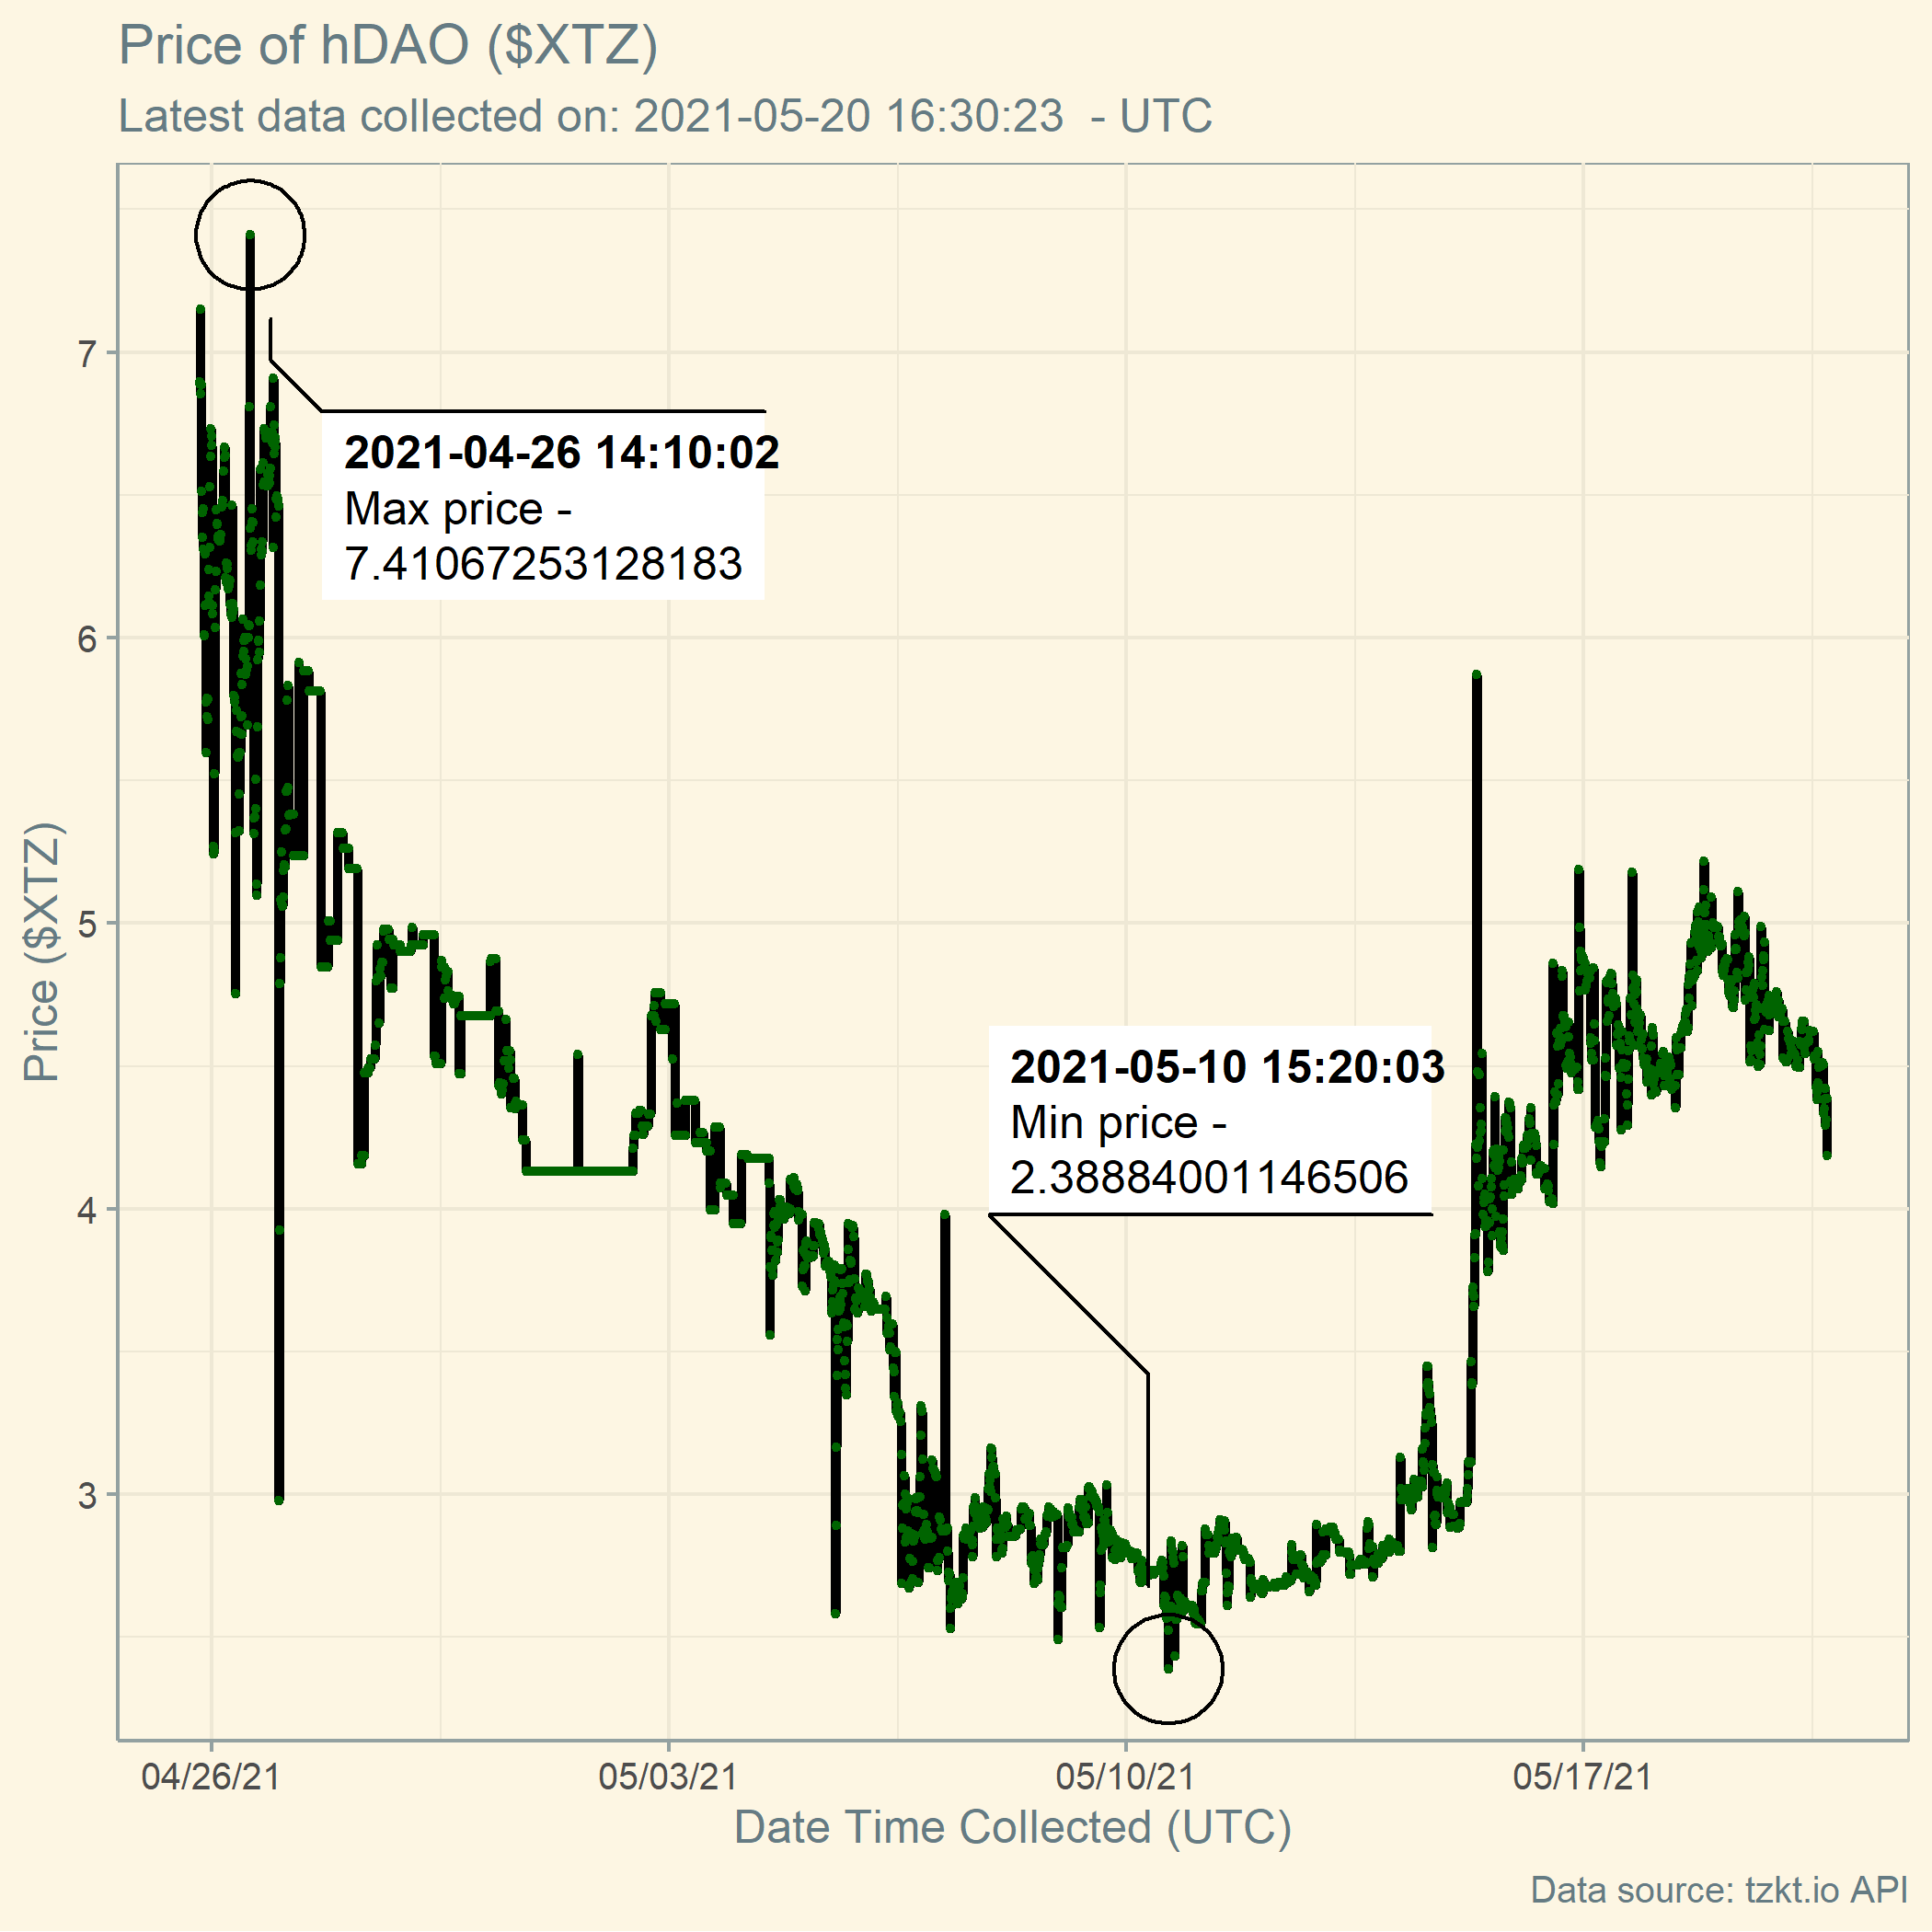 Price of hDAO ($XTZ)
Latest data collected on: 2021-05-20 16:30:23  - UTC
7
6
5
4
3
Price ($XTZ)
2021-04-26 14:10:02
Max price -
7.41067253128183
2021-05-10 15:20:03
Min price -
2.38884001146506
04/26/21
05/03/21
05/10/21
05/17/21
Date Time Collected (UTC)
Data source: tzkt.io API